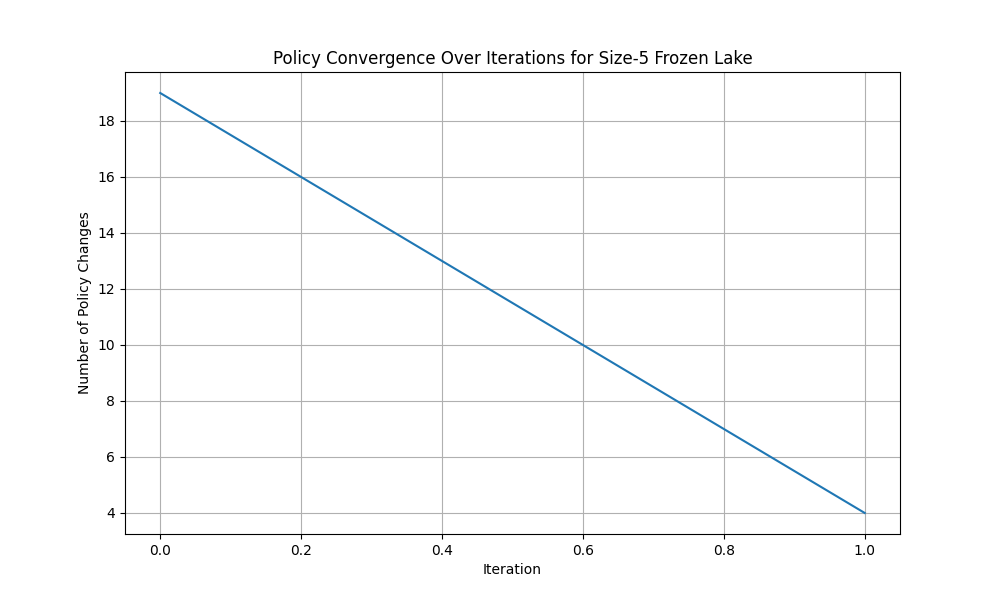 Policy Convergence Over Iterations for Size-5 Frozen Lake
Number of Policy Changes
18
16
14
12
10
8
6
4
0.0 0.2 0.4 0.6 0.8 1.0
Iteration